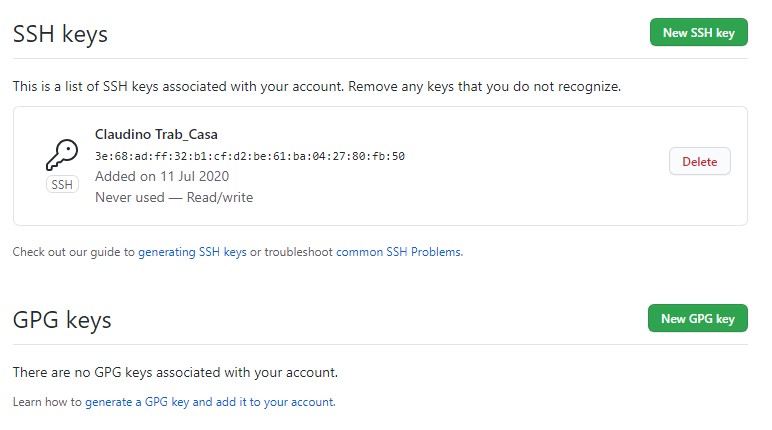 SSH keys
New SSH key
This is a list of SSH keys associated with your account. Remove any keys that you do not recognize.
Claudino Trab_Casa
3e:68:ad:ff:32:b1:cf:d2:be:61:ba:04:27:80:fb:50
Added on 11 Jul 2020
Never used — Read/write
SSH
Delete
Check out our guide to generating SSH keys or troubleshoot common SSH Problems.
GPG keys
New GPG key
There are no GPG keys associated with your account.
Learn how to generate a GPG key and add it to your account.